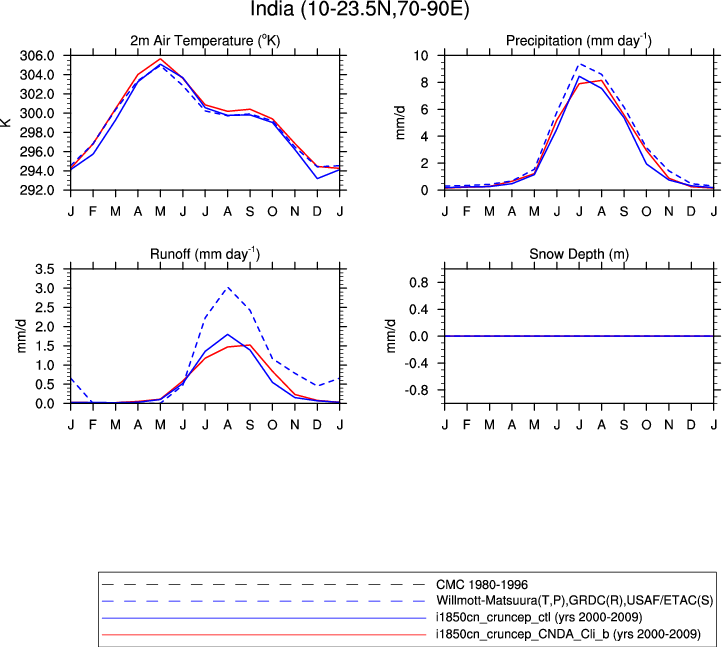 India (10-23.5N,70-90E)
2m Air Temperature (°K)
306.0
304.0
302.0
300.0
298.0
296.0
294.0
292.0
K
J F M A M J J A S O N D J
Precipitation (mm day⁻¹)
10
8
6
4
2
0
mm/d
J F M A M J J A S O N D J
Runoff (mm day⁻¹)
3.5
3.0
2.5
2.0
1.5
1.0
0.5
0.0
mm/d
J F M A M J J A S O N D J
Snow Depth (m)
0.8
0.4
0.0
-0.4
-0.8
mm/d
J F M A M J J A S O N D J
CMC 1980-1996
Willmott-Matsuura(T,P),GRDC(R),USAF/ETAC(S)
i1850cn_cruncep_ctl (yrs 2000-2009)
i1850cn_cruncep_CNDA_Cli_b (yrs 2000-2009)